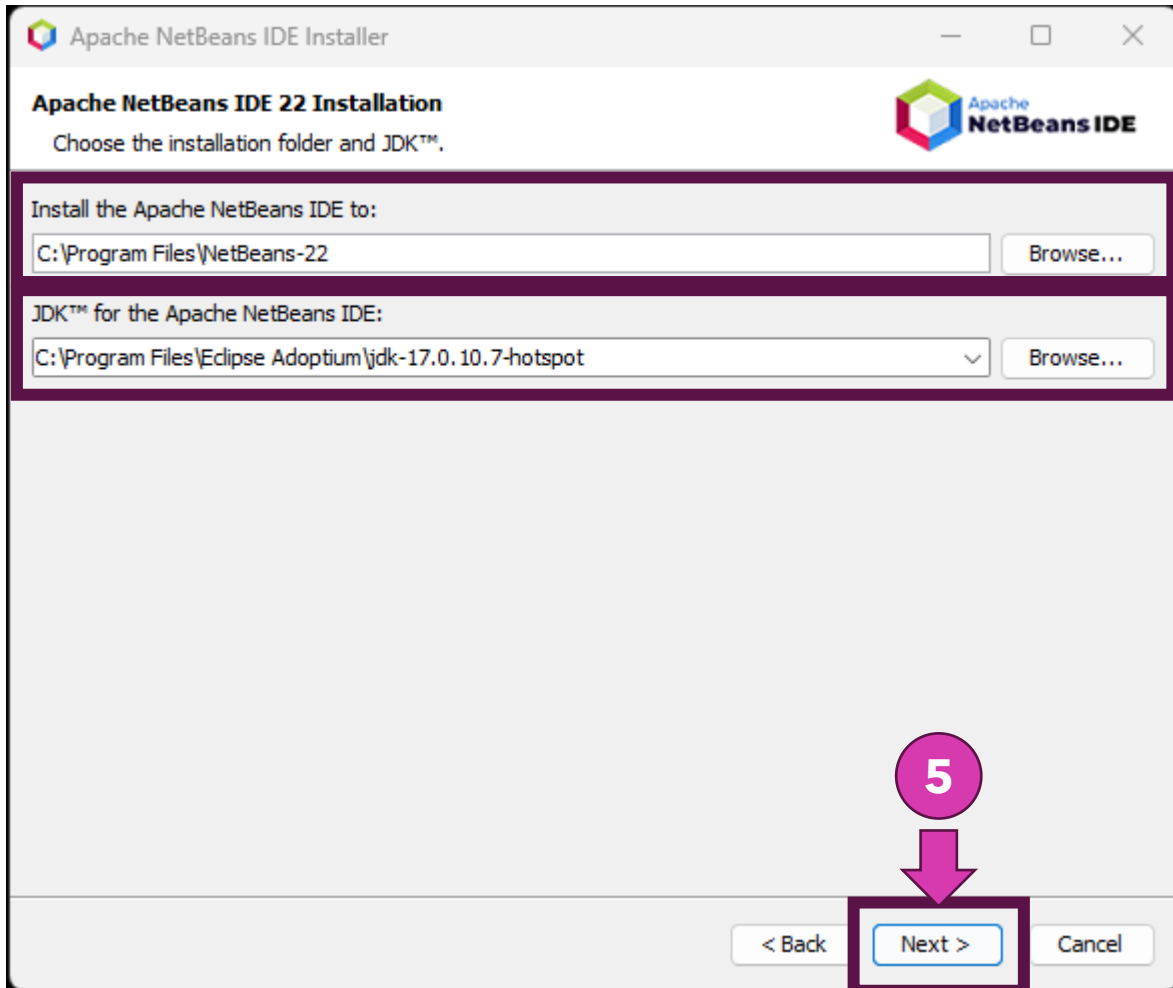 Apache NetBeans IDE Installer
Apache NetBeans IDE 22 Installation
Choose the installation folder and JDK™.
Apache
NetBeans IDE
Install the Apache NetBeans IDE to:
C:\Program Files\NetBeans-22
Browse...
JDK™ for the Apache NetBeans IDE:
C:\Program Files\Eclipse Adoptium\jdk-17.0.10.7-hotspot
Browse...
5
< Back
Next >
Cancel